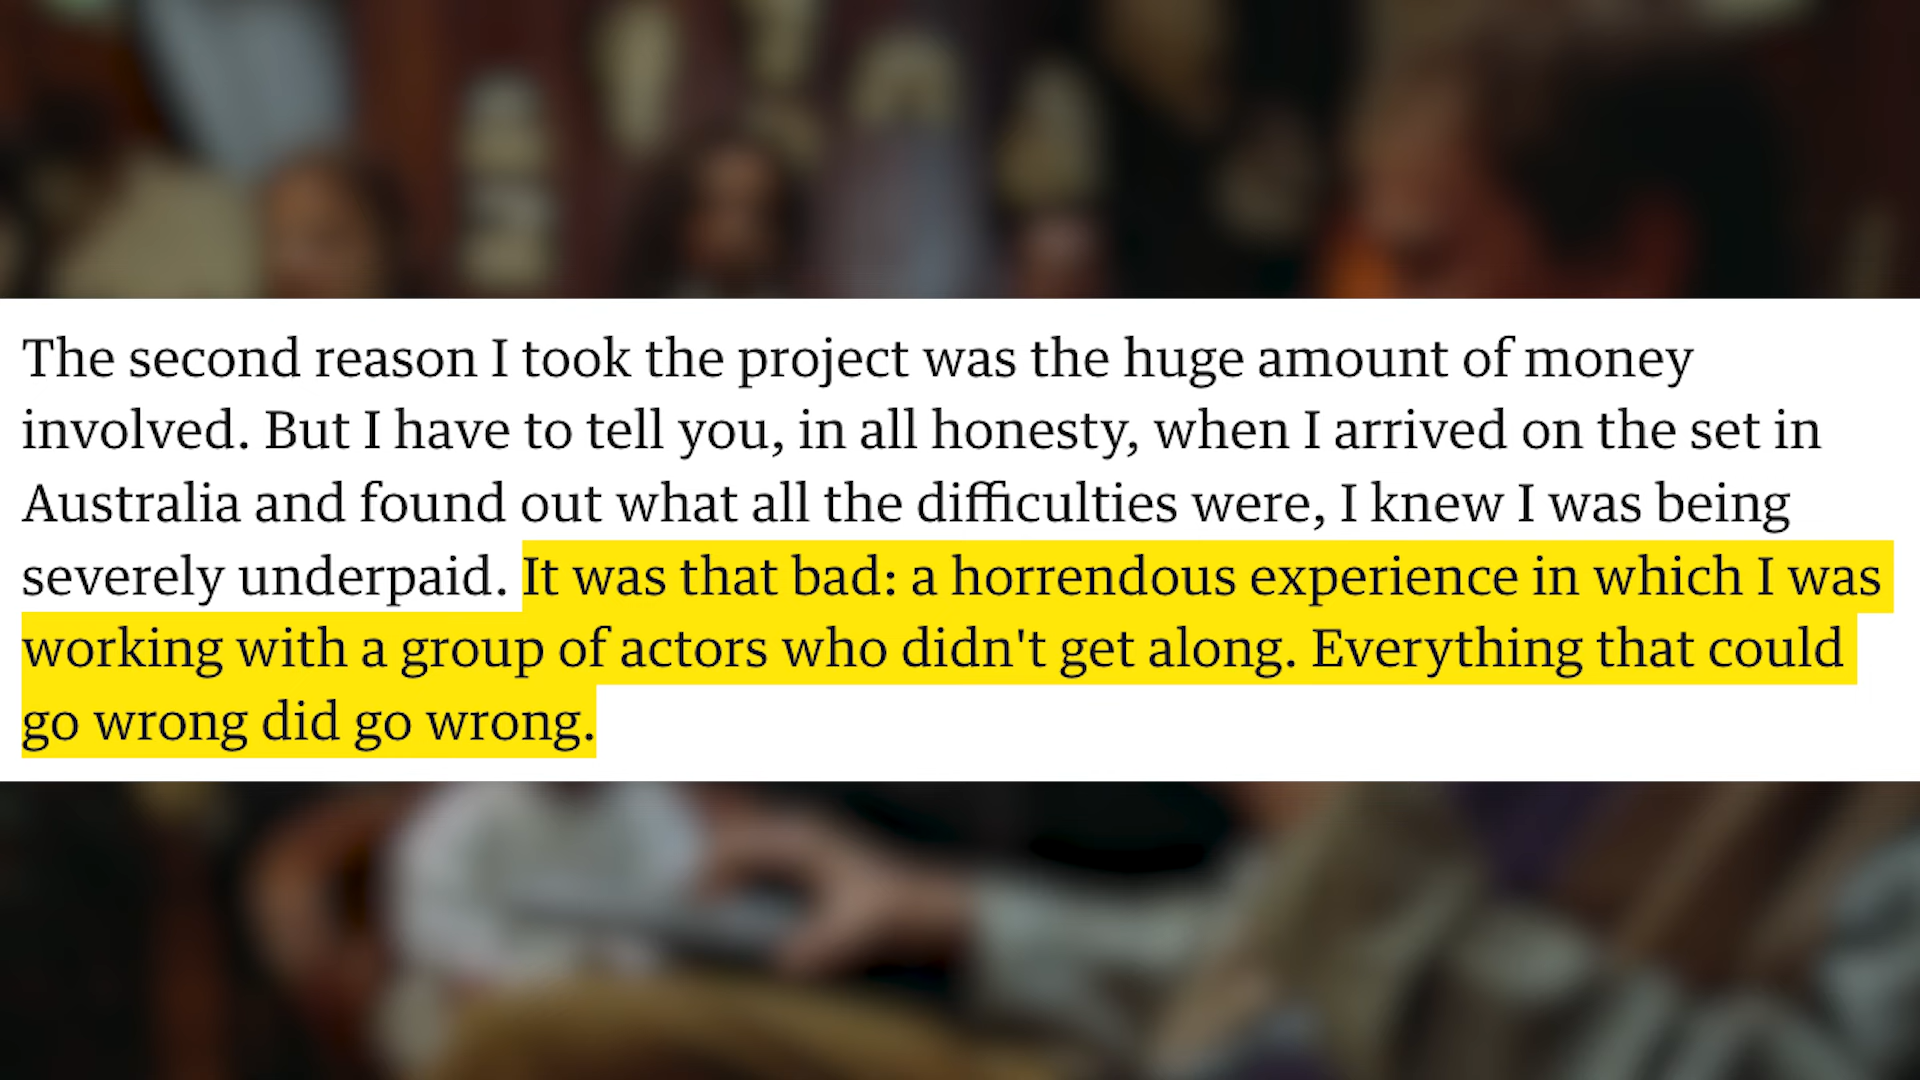 The second reason I took the project was the huge amount of money
involved. But I have to tell you, in all honesty, when I arrived on the set in
Australia and found out what all the difficulties were, I knew I was being
severely underpaid. It was that bad: a horrendous experience in which I was
working with a group of actors who didn't get along. Everything that could
go wrong did go wrong.